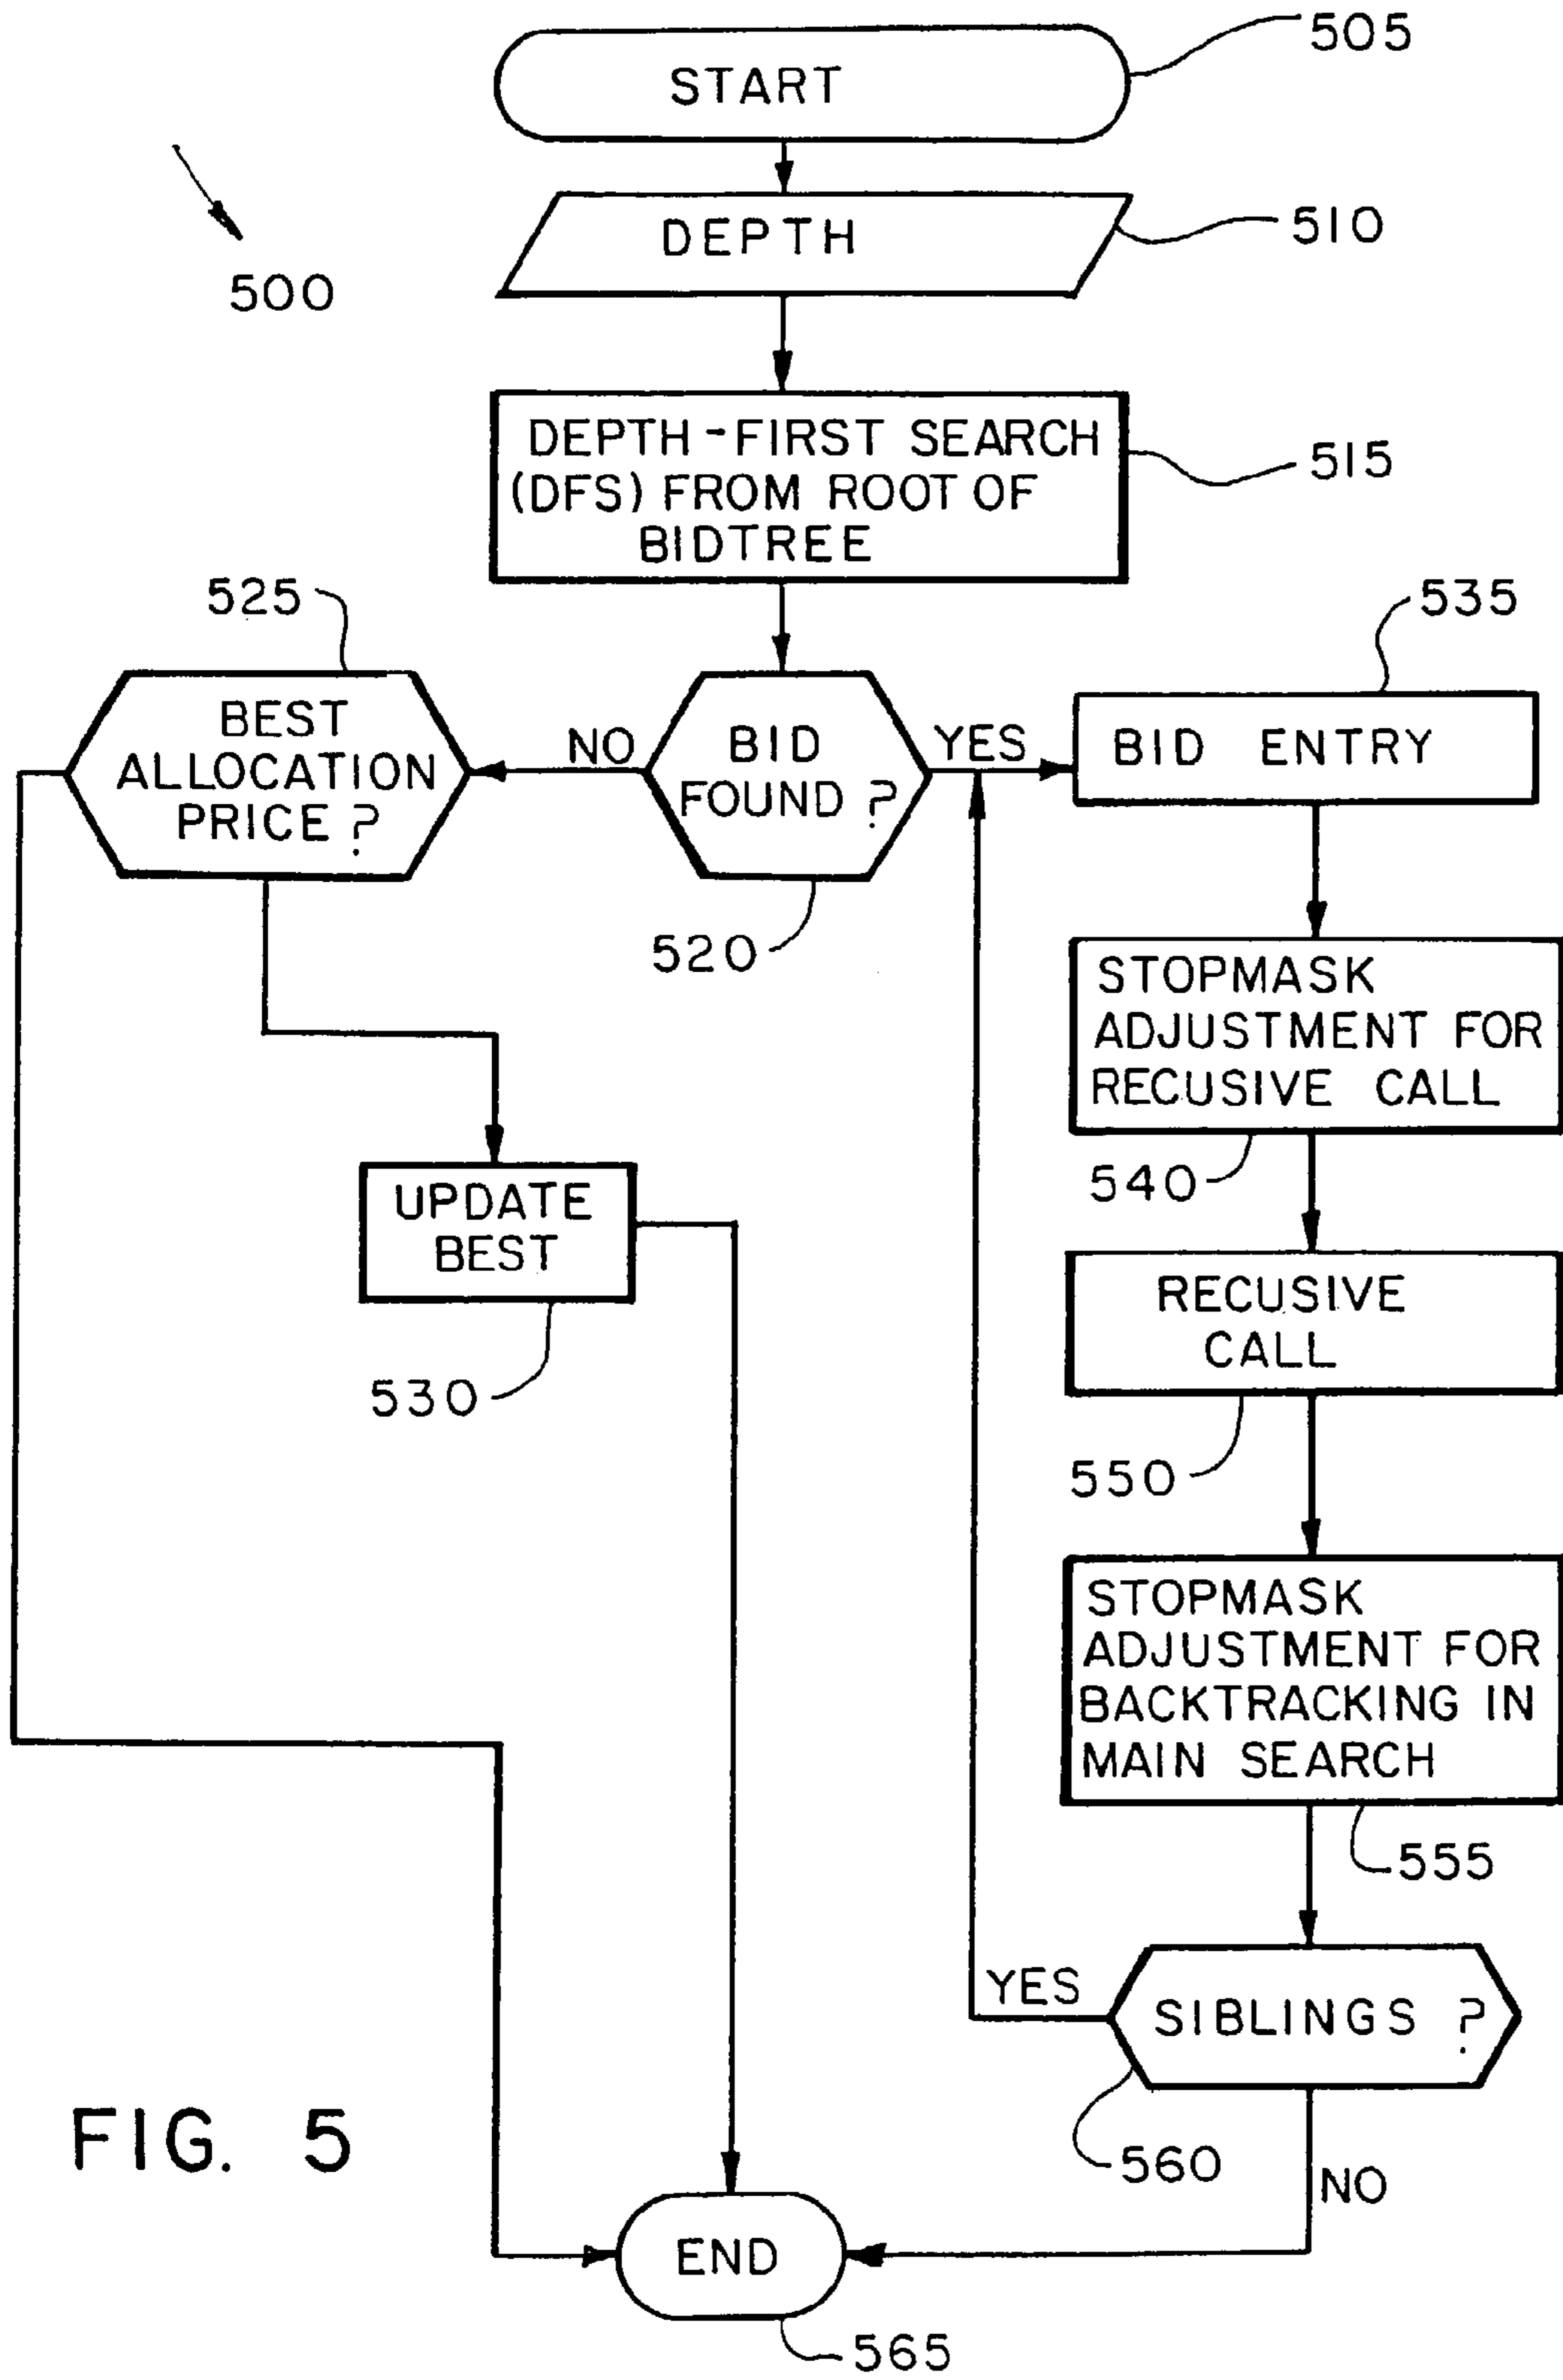 START
505
DEPTH
510
500
DEPTH-FIRST SEARCH
(DFS) FROM ROOT OF
BIDTREE
515
525
535
BEST
ALLOCATION
PRICE?
NO
BID
FOUND?
YES
BID ENTRY
520
STOPMASK
ADJUSTMENT FOR
RECUSIVE CALL
540
UPDATE
BEST
530
RECUSIVE
CALL
550
STOPMASK
ADJUSTMENT FOR
BACKTRACKING IN
MAIN SEARCH
555
YES
SIBLINGS ?
560
NO
FIG. 5
END
565